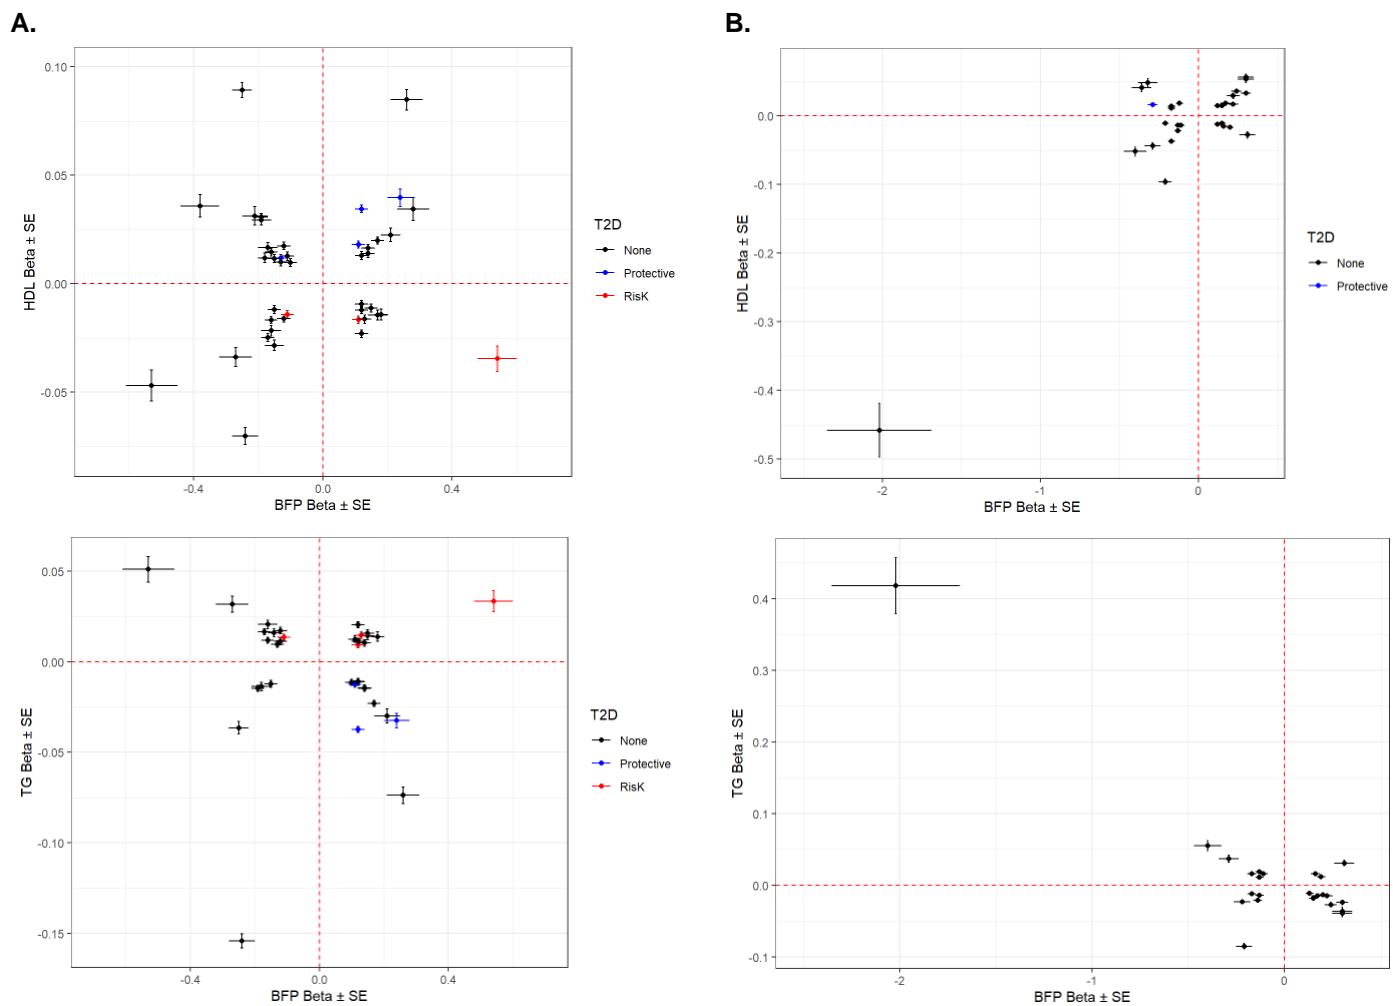 A.
B.
0.10
0.05
0.00
-0.05
HDL Beta ± SE
-0.4
0.0
0.4
BFP Beta ± SE
T2D
None
Protective
RisK
0.0
-0.1
-0.2
-0.3
-0.4
-0.5
HDL Beta ± SE
-2
-1
0
BFP Beta ± SE
T2D
None
Protective
0.05
0.00
-0.05
-0.10
-0.15
TG Beta ± SE
-0.4
0.0
0.4
BFP Beta ± SE
T2D
None
Protective
RisK
0.4
0.3
0.2
0.1
0.0
-0.1
TG Beta ± SE
-2
-1
0
BFP Beta ± SE